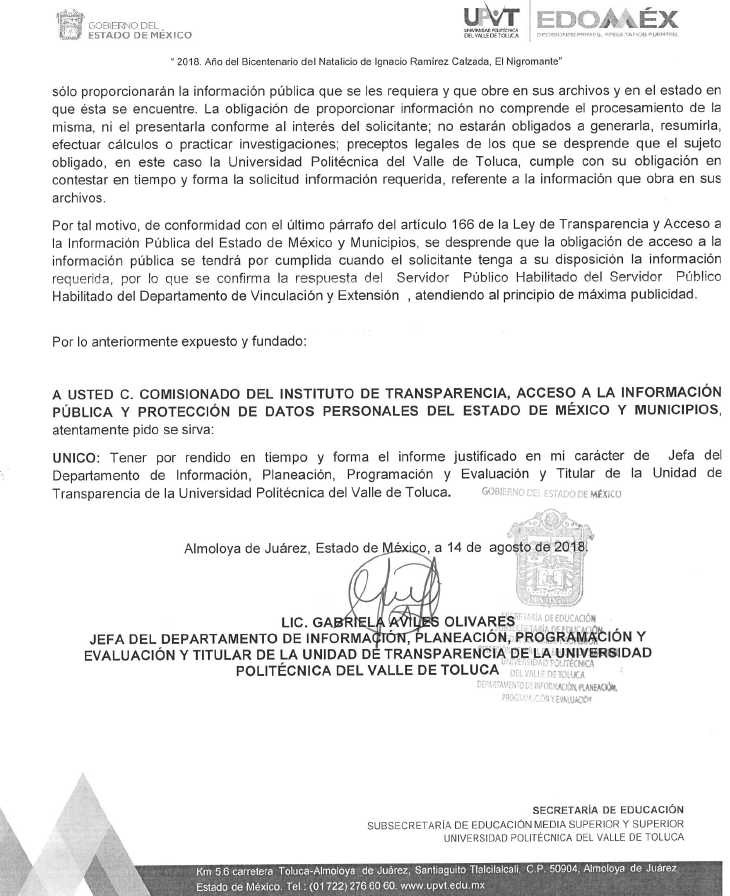 GOBIERNO DEL
ESTADO DE MÉXICO
UPVT
UNIVERSIDAD POLITÉCNICA
DEL VALLE DE TOLUCA
EDOMÉX
DECISIONES FIRMES, RESULTADOS FUERTES.
" 2018. Año del Bicentenario del Natalicio de Ignacio Ramírez Calzada, El Nigromante"
sólo proporcionarán la información pública que se les requiera y que obre en sus archivos y en el estado en
que ésta se encuentre. La obligación de proporcionar información no comprende el procesamiento de la
misma, ni el presentarla conforme al interés del solicitante; no estarán obligados a generarla, resumirla,
efectuar cálculos o practicar investigaciones; preceptos legales de los que se desprende que el sujeto
obligado, en este caso la Universidad Politécnica del Valle de Toluca, cumple con su obligación en
contestar en tiempo y forma la solicitud información requerida, referente a la información que obra en sus
archivos.
Por tal motivo, de conformidad con el último párrafo del artículo 166 de la Ley de Transparencia y Acceso a
la Información Pública del Estado de México y Municipios, se desprende que la obligación de acceso a la
información pública se tendrá por cumplida cuando el solicitante tenga a su disposición la información
requerida, por lo que se confirma la respuesta del Servidor Público Habilitado del Servidor Público
Habilitado del Departamento de Vinculación y Extensión , atendiendo al principio de máxima publicidad.
Por lo anteriormente expuesto y fundado:
A USTED C. COMISIONADO DEL INSTITUTO DE TRANSPARENCIA, ACCESO A LA INFORMACIÓN
PÚBLICA Y PROTECCIÓN DE DATOS PERSONALES DEL ESTADO DE MÉXICO Y MUNICIPIOS,
atentamente pido se sirva:
UNICO: Tener por rendido en tiempo y forma el informe justificado en mi carácter de Jefa del
Departamento de Información, Planeación, Programación y Evaluación y Titular de la Unidad de
Transparencia de la Universidad Politécnica del Valle de Toluca.
GOBIERNO DEL ESTADO DE MÉXICO
Almoloya de Juárez, Estado de México, a 14 de agosto de 2018.
LIC. GABRIELA AVILES OLIVARES
JEFA DEL DEPARTAMENTO DE INFORMACIÓN, PLANEACIÓN, PROGRAMACIÓN Y
EVALUACIÓN Y TITULAR DE LA UNIDAD DE TRANSPARENCIA DE LA UNIVERSIDAD
POLITÉCNICA DEL VALLE DE TOLUCA
SECRETARÍA DE EDUCACIÓN
UNIVERSIDAD POLITÉCNICA
DEL VALLE DE TOLUCA
DEPARTAMENTO DE INFORMACIÓN, PLANEACIÓN,
PROGRAMACIÓN Y EVALUACIÓN
SECRETARÍA DE EDUCACIÓN
SUBSECRETARÍA DE EDUCACIÓN MEDIA SUPERIOR Y SUPERIOR
UNIVERSIDAD POLITÉCNICA DEL VALLE DE TOLUCA
Km 5.6 carretera Toluca-Almoloya de Juárez, Santiaguito Tlalcilalcali, C.P. 50904, Almoloya de Juárez
Estado de México. Tel.: (01 722) 276 60 60. www.upvt.edu.mx